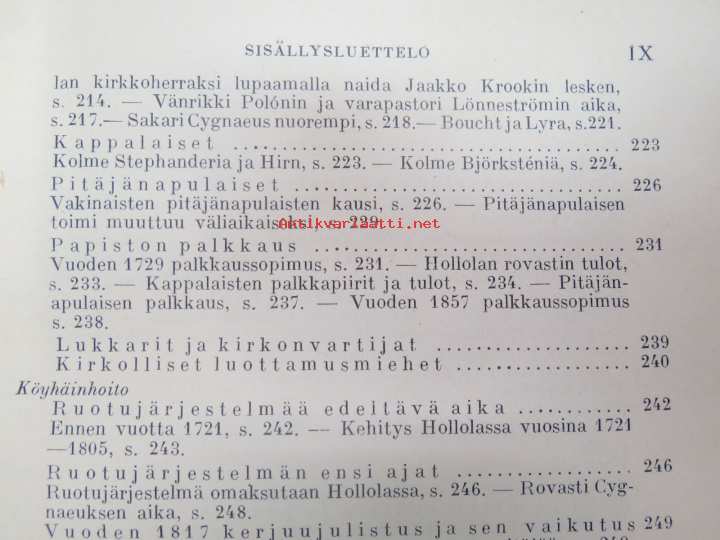 SISÄLLYSLUETTELO IX
lan kirkkoherraksi lupaamalla naida Jaakko Krookin lesken,
s. 214. — Vänrikki Polónin ja varapastori Lönneströmin aika,
s. 217.— Sakari Cygnaeus nuorempi, s. 218.— Boucht ja Lyra, s.221.
Kappalaiset .......... 223
Kolme Stephanderia ja Hirn, s. 223. — Kolme Björksténiä, s. 224.
Pitäjänapulaiset .......... 226
Vakinaisten pitäjänapulaisten kausi, s. 226. — Pitäjänapulaisen
toimi muuttuu väliaikaiseksi, s. 229.
Antikvariaatti.net
Papiston palkkaus .......... 231
Vuoden 1729 palkkaussopimus, s. 231. — Hollolan rovastin tulot,
s. 233. — Kappalaisten palkkapiirit ja tulot, s. 234. — Pitäjän-
apulaisen palkkaus, s. 237. — Vuoden 1857 palkkaussopimus
s. 238.
Lukkarit ja kirkonvartijat .......... 239
Kirkolliset luottamusmiehet .......... 240
Köyhäinhoito
Ruotujärjestelmää edeltävä aika .......... 242
Ennen vuotta 1721, s. 242. — Kehitys Hollolassa vuosina 1721
—1805, s. 243.
Ruotujärjestelmän ensi ajat .......... 246
Ruotujärjestelmä omaksutaan Hollolassa, s. 246. — Rovasti Cyg-
naeuksen aika, s. 248.
Vuoden 1817 kerjuujulistus ja sen vaikutus 249